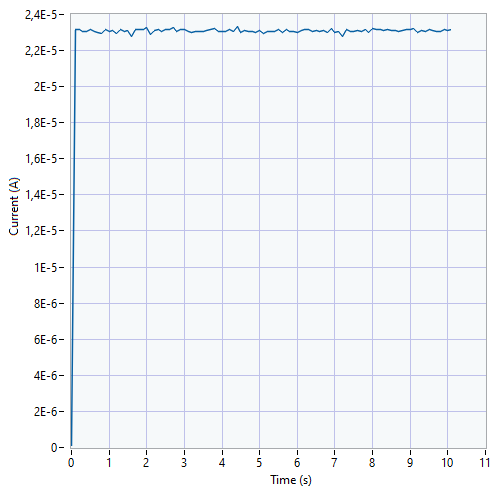 2,4E-5
2,2E-5
2E-5
1,8E-5
1,6E-5
1,4E-5
1,2E-5
1E-5
8E-6
6E-6
4E-6
2E-6
0
Current (A)
0 1 2 3 4 5 6 7 8 9 10 11
Time (s)